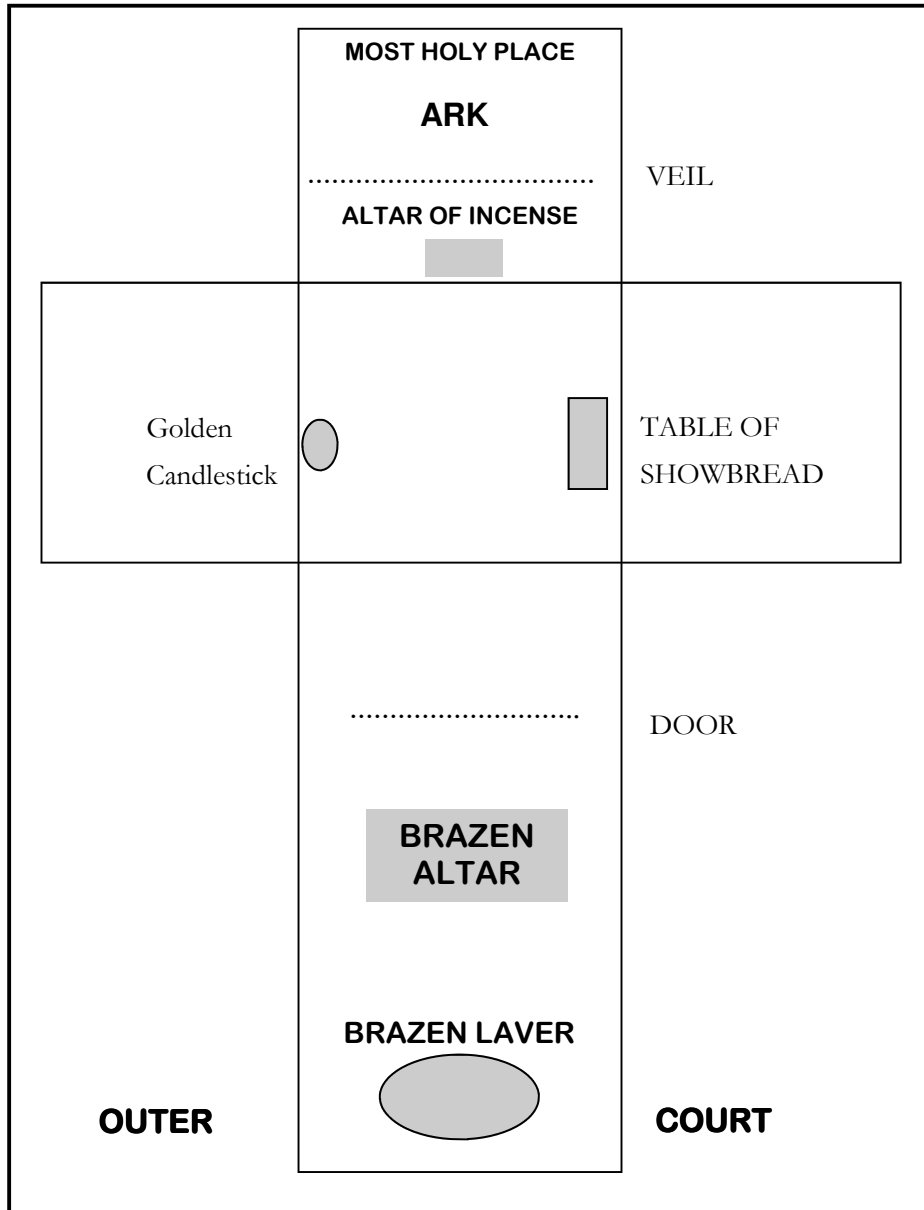 MOST HOLY PLACE
ARK
VEIL
ALTAR OF INCENSE
Golden
Candlestick
TABLE OF
SHOWBREAD
DOOR
BRAZEN
ALTAR
BRAZEN LAVER
OUTER
COURT